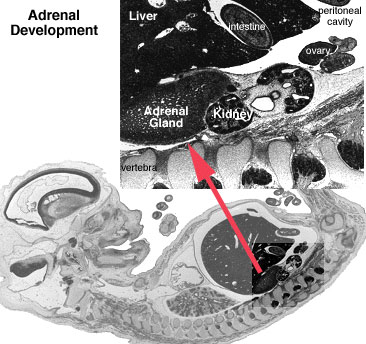 Adrenal
Development
Liver
intestine
peritoneal
cavity
ovary
Adrenal
Gland
Kidney
vertebra